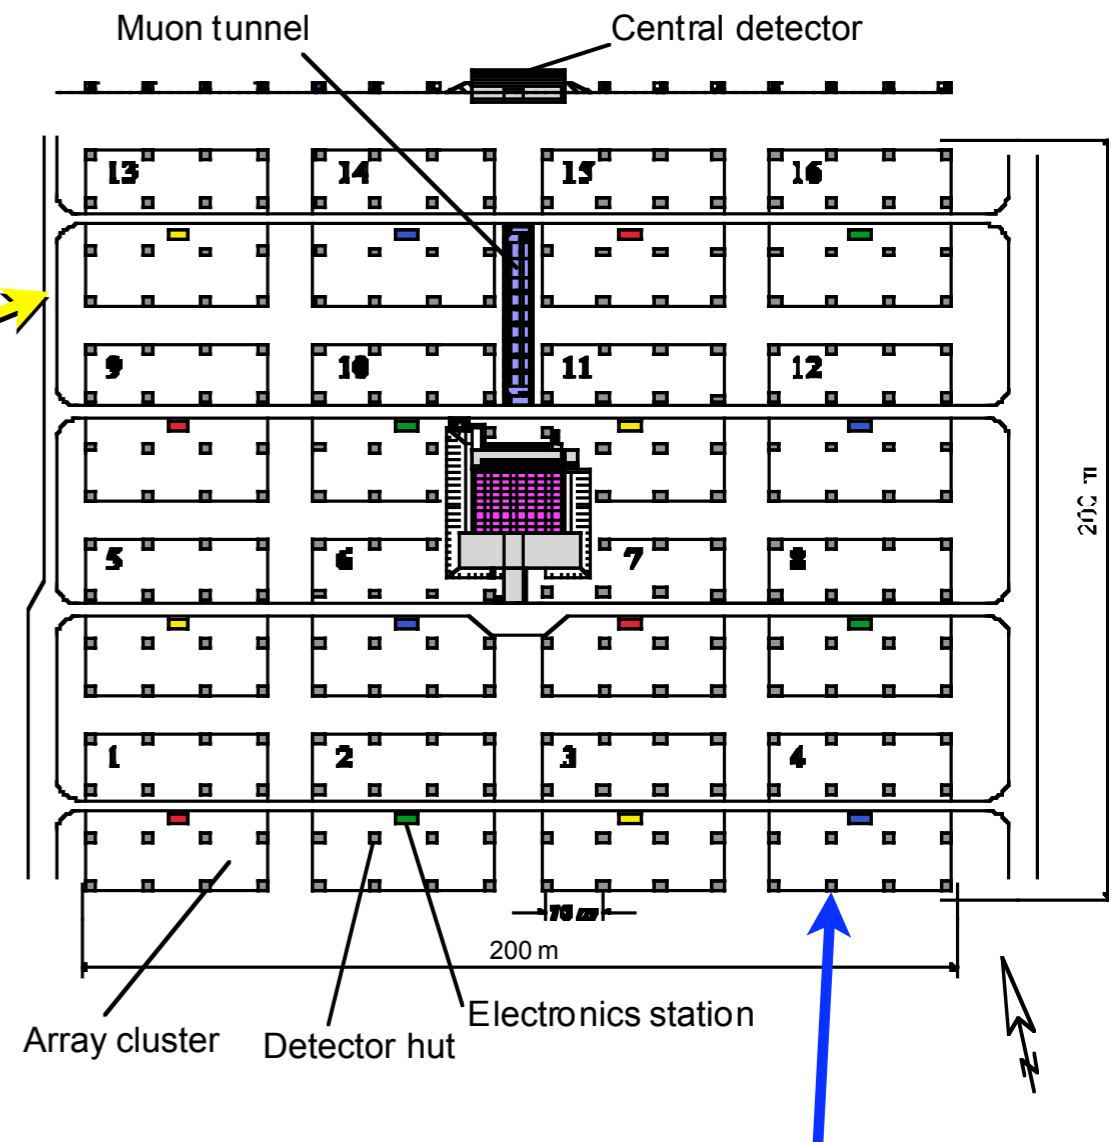 Muon tunnel
Central detector
13
14
15
16
9
10
11
12
5
6
7
8
1
2
3
4
200 m
200 m
Electronics station
Array cluster
Detector hut
N